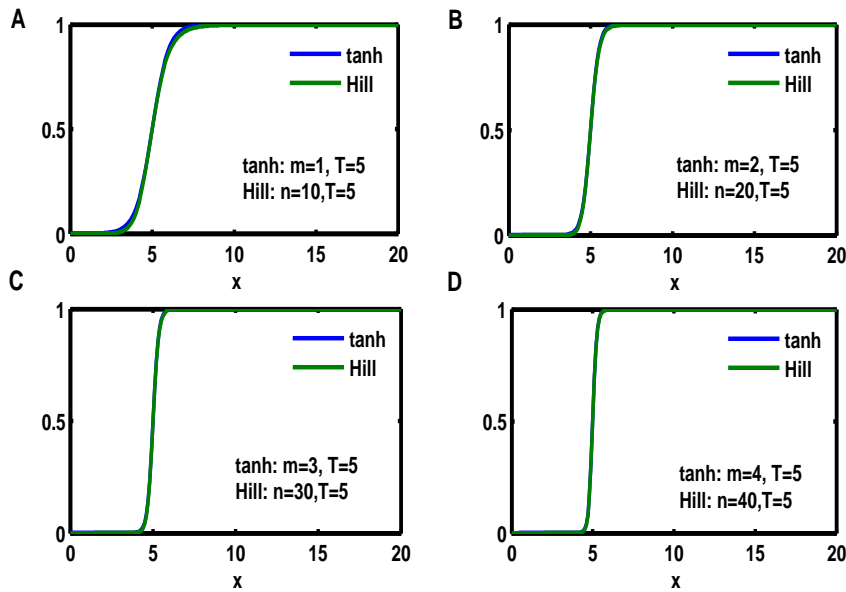 A
1
tanh
Hill
0.5
tanh: m=1, T=5
Hill: n=10,T=5
0
0 5 10 15 20
x
B
1
tanh
Hill
0.5
tanh: m=2, T=5
Hill: n=20,T=5
0
0 5 10 15 20
x
C
1
tanh
Hill
0.5
tanh: m=3, T=5
Hill: n=30,T=5
0
0 5 10 15 20
x
D
1
tanh
Hill
0.5
tanh: m=4, T=5
Hill: n=40,T=5
0
0 5 10 15 20
x